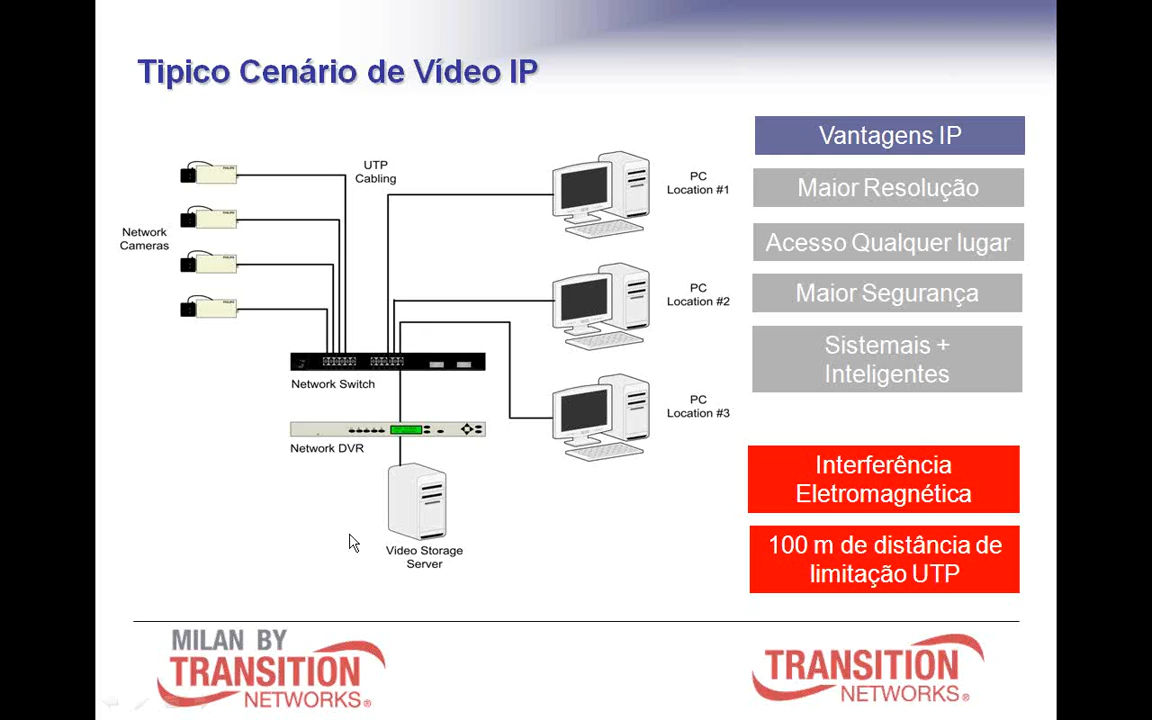 Tipico Cenário de Vídeo IP
UTP
Cabling
Network
Cameras
PC
Location #1
PC
Location #2
PC
Location #3
Network Switch
Network DVR
Video Storage
Server
Vantagens IP
Maior Resolução
Acesso Qualquer lugar
Maior Segurança
Sistemais +
Inteligentes
Interferência
Eletromagnética
100 m de distância de
limitação UTP
MILAN BY
TRANSITION
NETWORKS®
TRANSITION
NETWORKS®